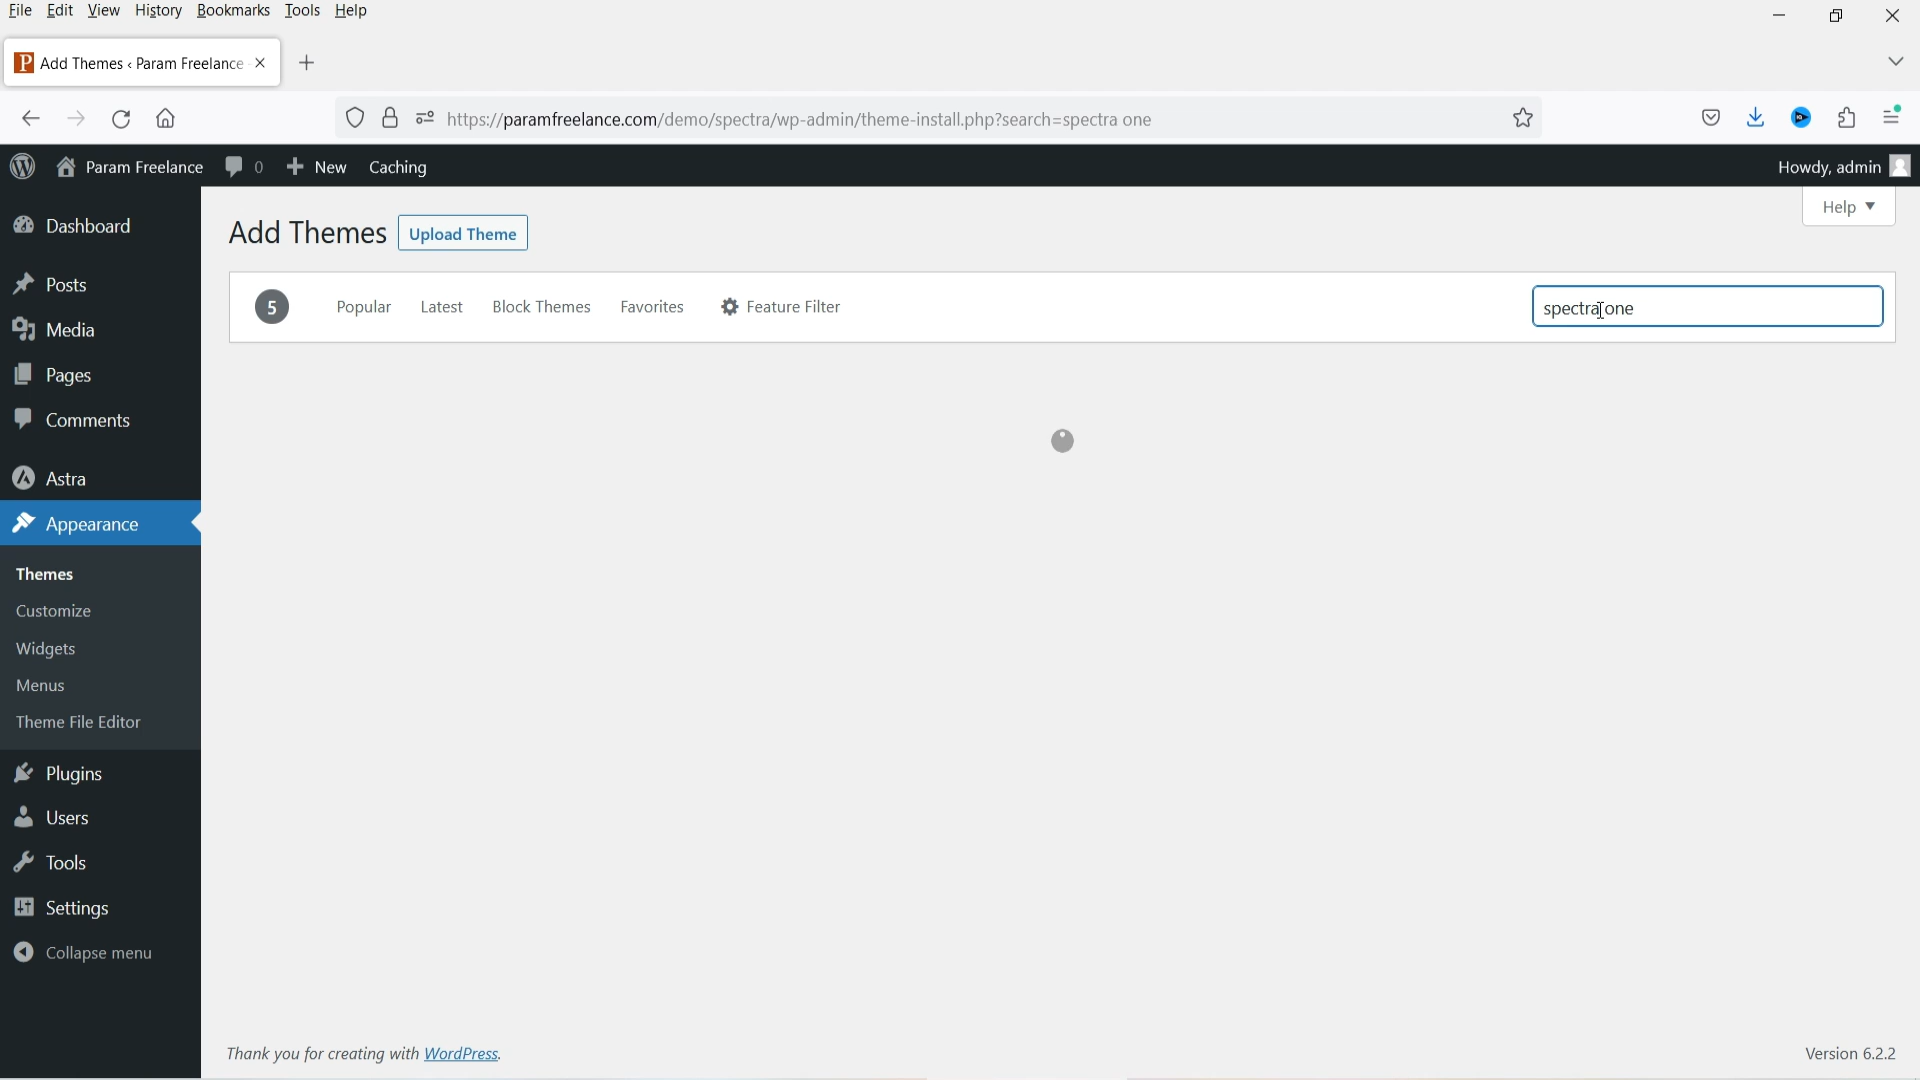 File Edit View History Bookmarks Tools Help
Add Themes ‹ Param Freelance
https://paramfreelance.com/demo/spectra/wp-admin/theme-install.php?search=spectra one
Param Freelance 0 New Caching Howdy, admin
Help
Add Themes Upload Theme
5 Popular Latest Block Themes Favorites Feature Filter spectra one
Dashboard
Posts
Media
Pages
Comments
Astra
Appearance
Themes
Customize
Widgets
Menus
Theme File Editor
Plugins
Users
Tools
Settings
Collapse menu
Thank you for creating with WordPress. Version 6.2.2